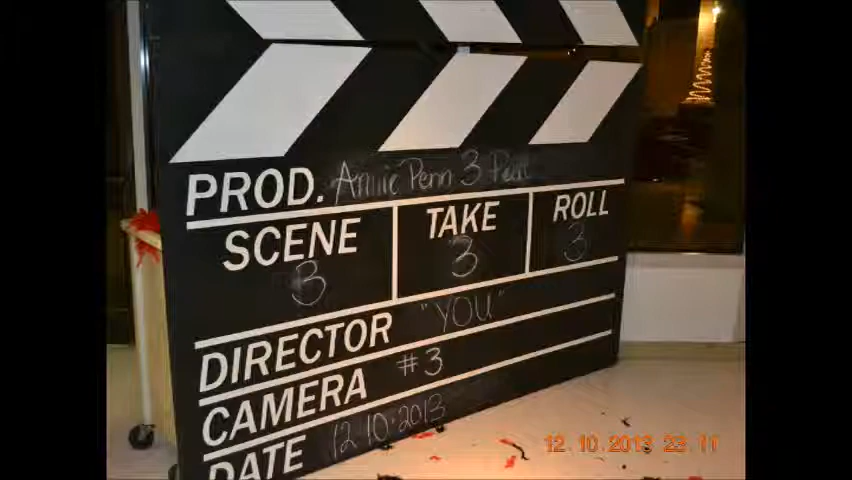 PROD. Annie Penn 3 Peat
SCENE TAKE ROLL
3 3 3
DIRECTOR "YOU"
CAMERA #3
DATE 12.10.2013
12.10.2013 23:11